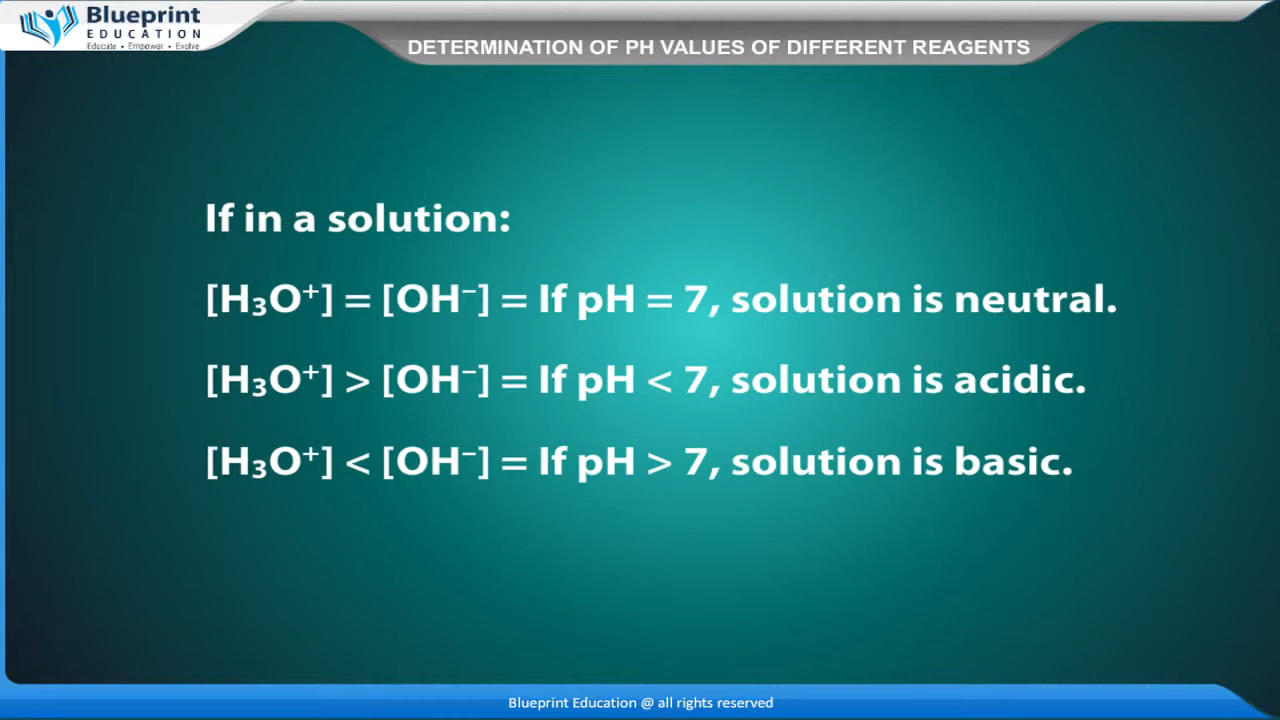 Blueprint
EDUCATION
Educate • Empower • Evolve
DETERMINATION OF PH VALUES OF DIFFERENT REAGENTS
If in a solution:
[H₃O⁺] = [OH⁻] = If pH = 7, solution is neutral.
[H₃O⁺] > [OH⁻] = If pH < 7, solution is acidic.
[H₃O⁺] < [OH⁻] = If pH > 7, solution is basic.
Blueprint Education @ all rights reserved